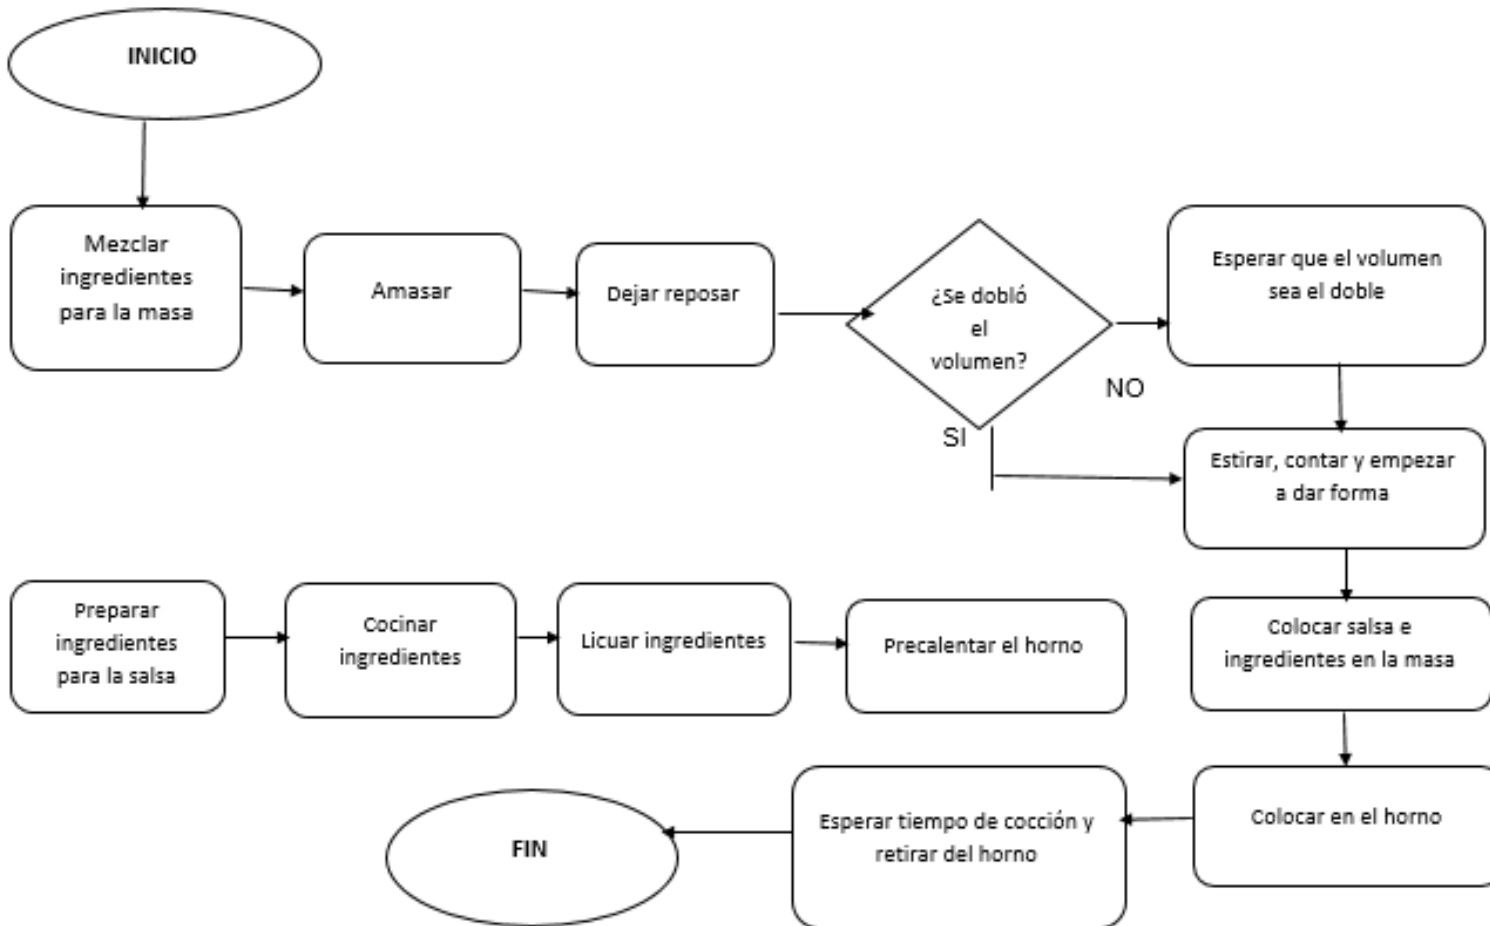 INICIO
Mezclar
ingredientes
para la masa
Amasar
Dejar reposar
¿Se dobló
el
volumen?
NO
SI
Esperar que el volumen
sea el doble
Estirar, contar y empezar
a dar forma
Preparar
ingredientes
para la salsa
Cocinar
ingredientes
Licuar ingredientes
Precalentar el horno
Colocar salsa e
ingredientes en la masa
Colocar en el horno
Esperar tiempo de cocción y
retirar del horno
FIN